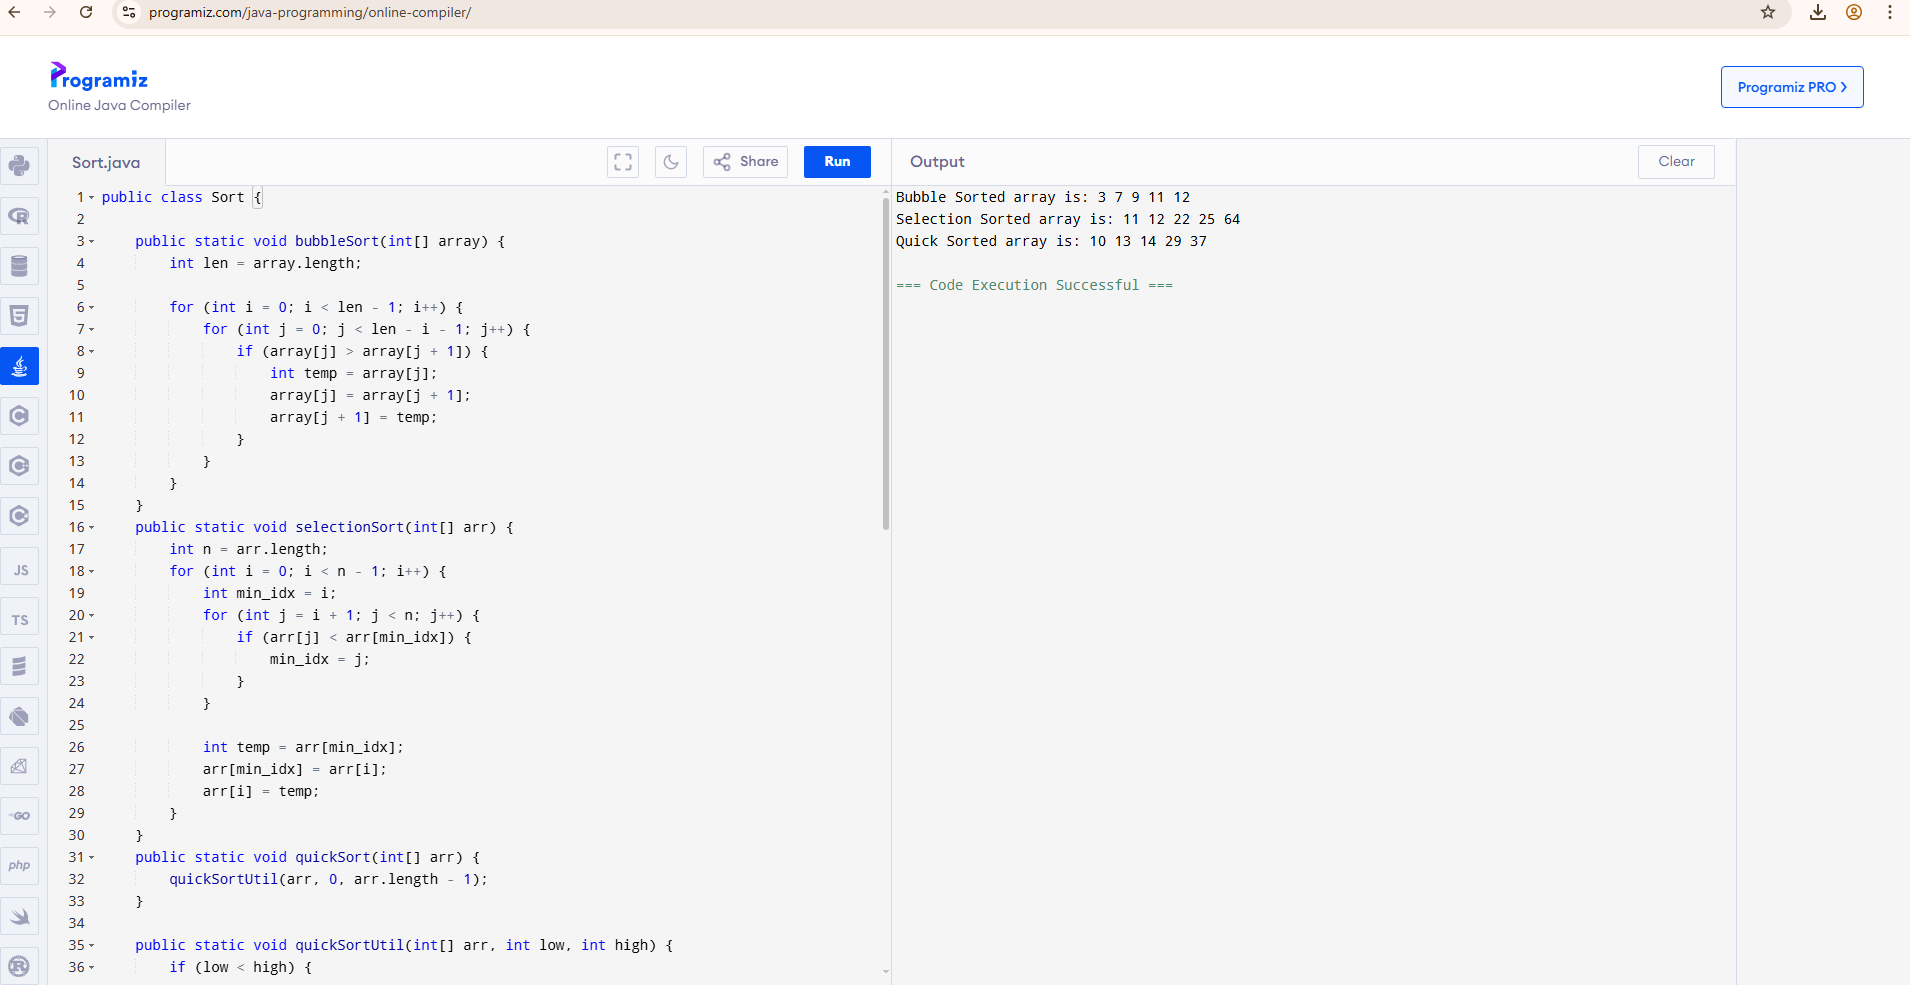 programiz.com/java-programming/online-compiler/
Programiz
Online Java Compiler
Programiz PRO
Sort.java
Share
Run
Output
Clear
1 public class Sort {
2
3     public static void bubbleSort(int[] array) {
4         int len = array.length;
5
6         for (int i = 0; i < len - 1; i++) {
7             for (int j = 0; j < len - i - 1; j++) {
8                 if (array[j] > array[j + 1]) {
9                     int temp = array[j];
10                     array[j] = array[j + 1];
11                     array[j + 1] = temp;
12                 }
13             }
14         }
15     }
16     public static void selectionSort(int[] arr) {
17         int n = arr.length;
18         for (int i = 0; i < n - 1; i++) {
19             int min_idx = i;
20             for (int j = i + 1; j < n; j++) {
21                 if (arr[j] < arr[min_idx]) {
22                     min_idx = j;
23                 }
24             }
25
26             int temp = arr[min_idx];
27             arr[min_idx] = arr[i];
28             arr[i] = temp;
29         }
30     }
31     public static void quickSort(int[] arr) {
32         quickSortUtil(arr, 0, arr.length - 1);
33     }
34
35     public static void quickSortUtil(int[] arr, int low, int high) {
36         if (low < high) {
Bubble Sorted array is: 3 7 9 11 12
Selection Sorted array is: 11 12 22 25 64
Quick Sorted array is: 10 13 14 29 37
=== Code Execution Successful ===
R
5
C
C
C
JS
TS
GO
php
R